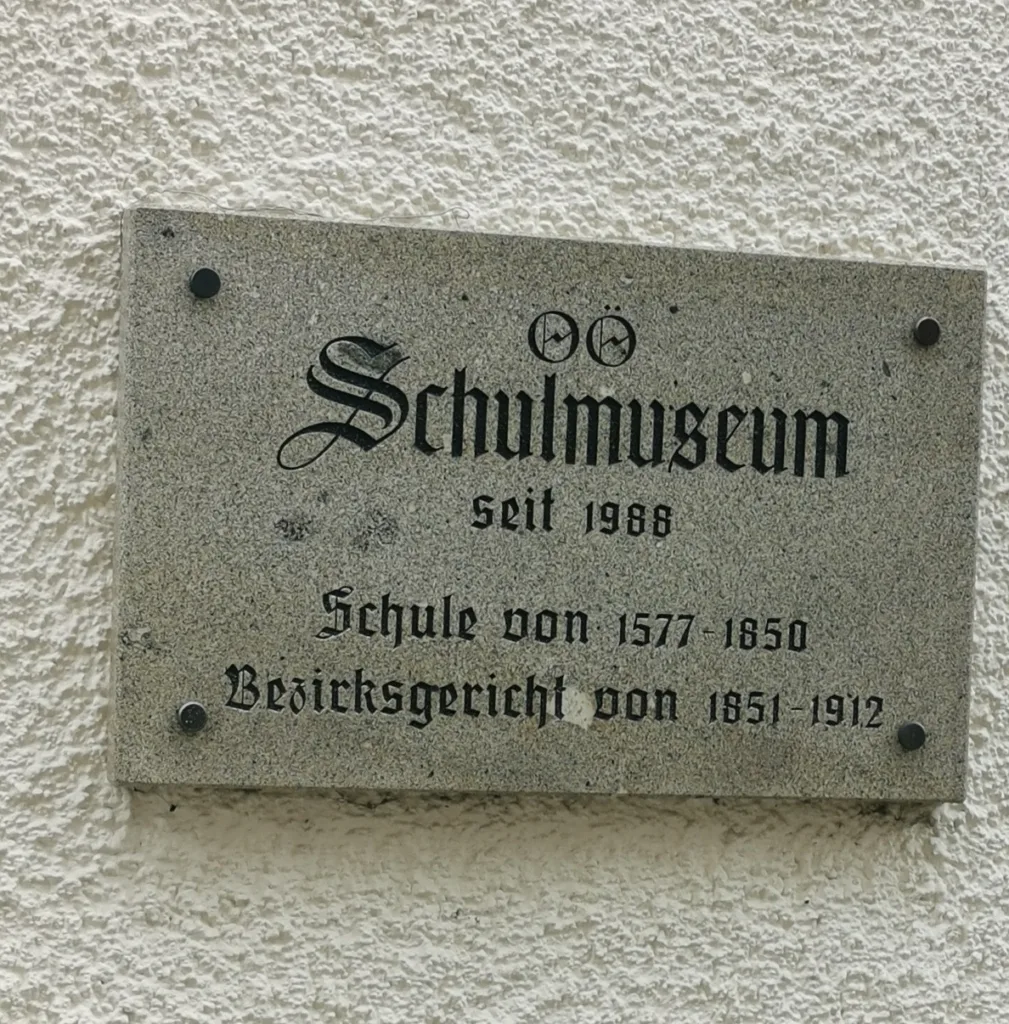 OÖ
Schulmuseum
seit 1988
Schule von 1577-1850
Bezirksgericht von 1851-1912